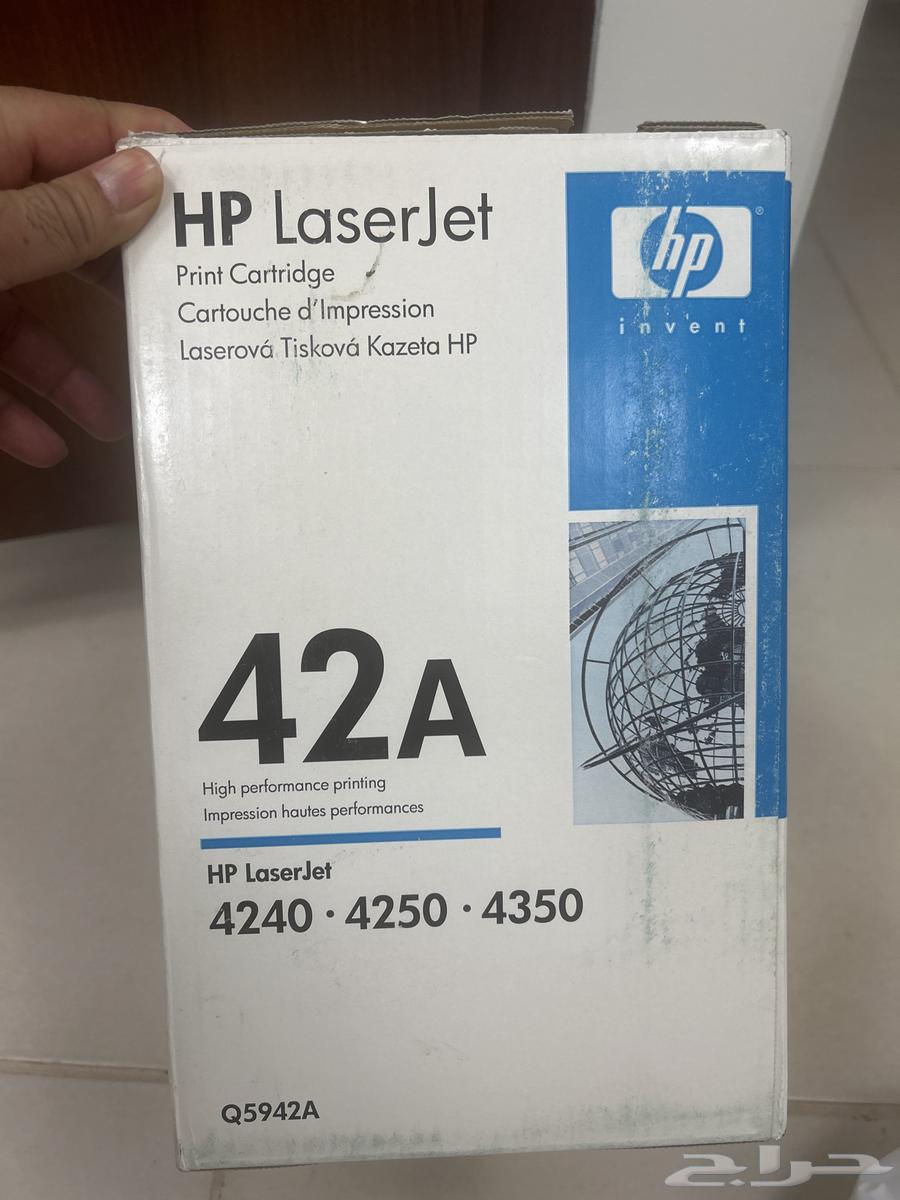 HP LaserJet
Print Cartridge
Cartouche d'Impression
Laserová Tisková Kazeta HP
hp
®
invent
42A
High performance printing
Impression hautes performances
HP LaserJet
4240 · 4250 · 4350
Q5942A
حراج